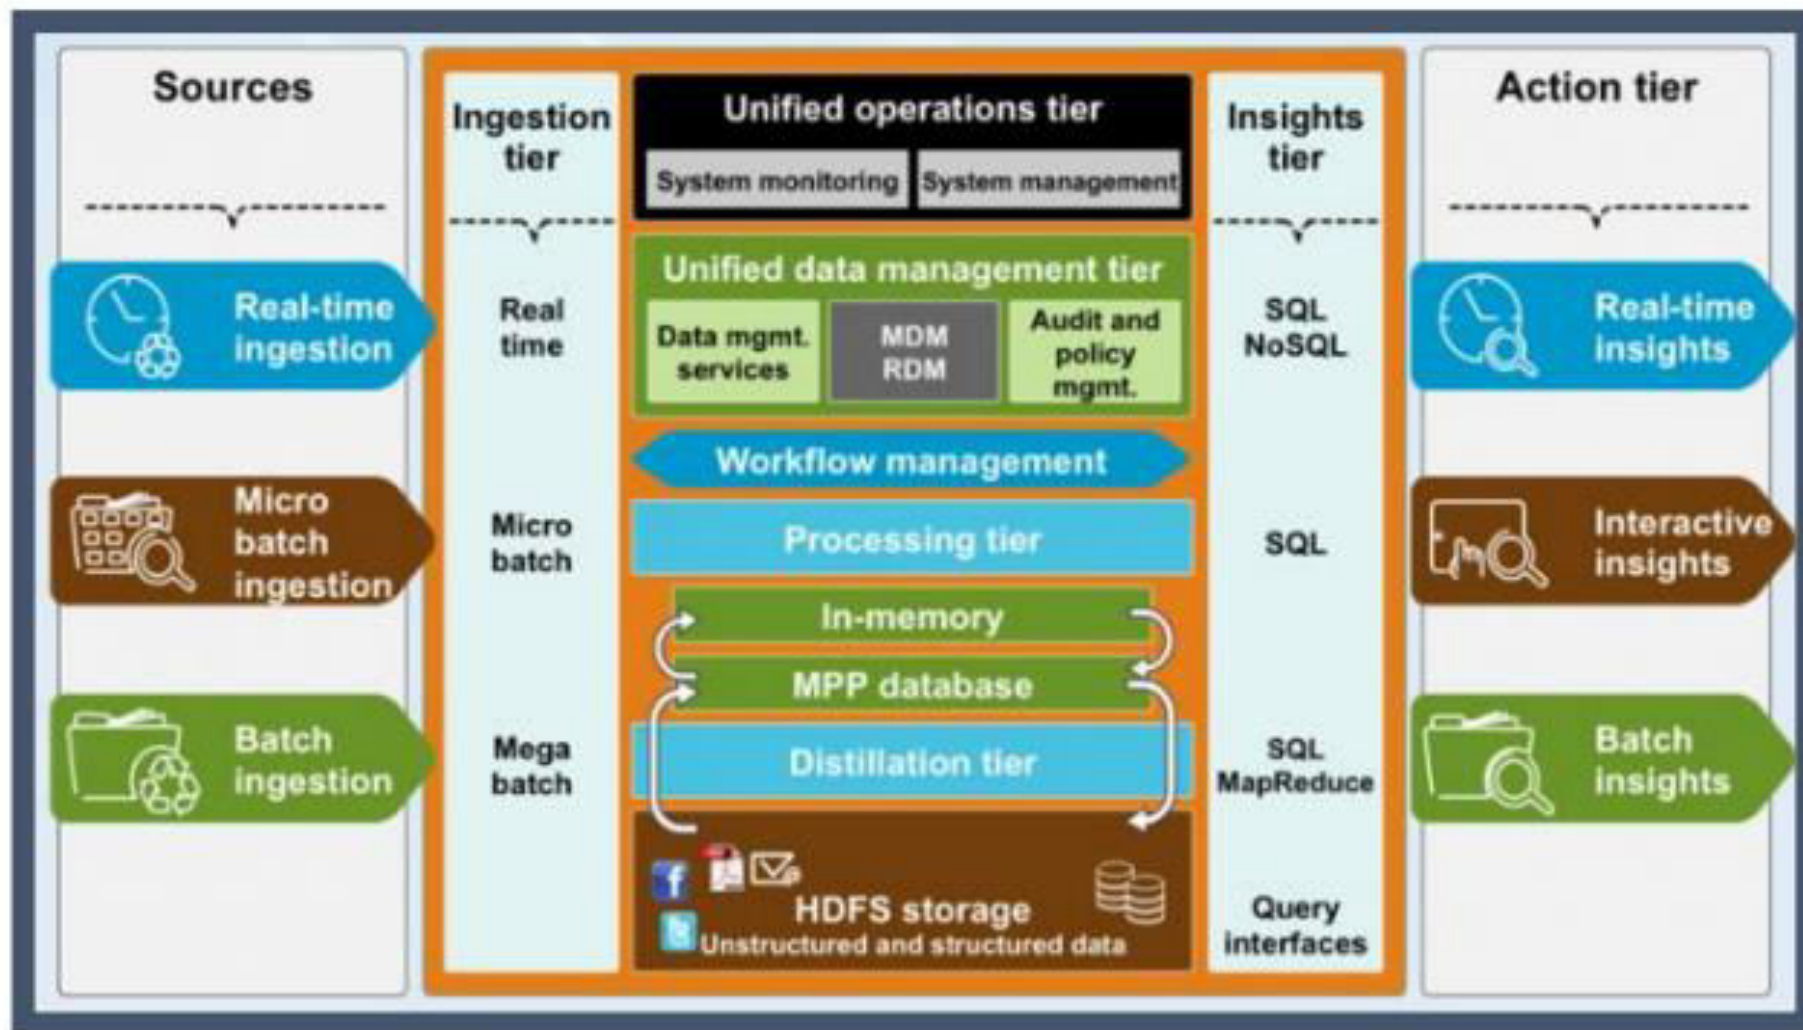 Sources
Real-time
ingestion
Micro
batch
ingestion
Batch
ingestion
Ingestion
tier
Real
time
Micro
batch
Mega
batch
Unified operations tier
System monitoring
System management
Unified data management tier
Data mgmt.
services
MDM
RDM
Audit and
policy
mgmt.
Workflow management
Processing tier
In-memory
MPP database
Distillation tier
HDFS storage
Unstructured and structured data
Insights
tier
SQL
NoSQL
SQL
SQL
MapReduce
Query
interfaces
Action tier
Real-time
insights
Interactive
insights
Batch
insights